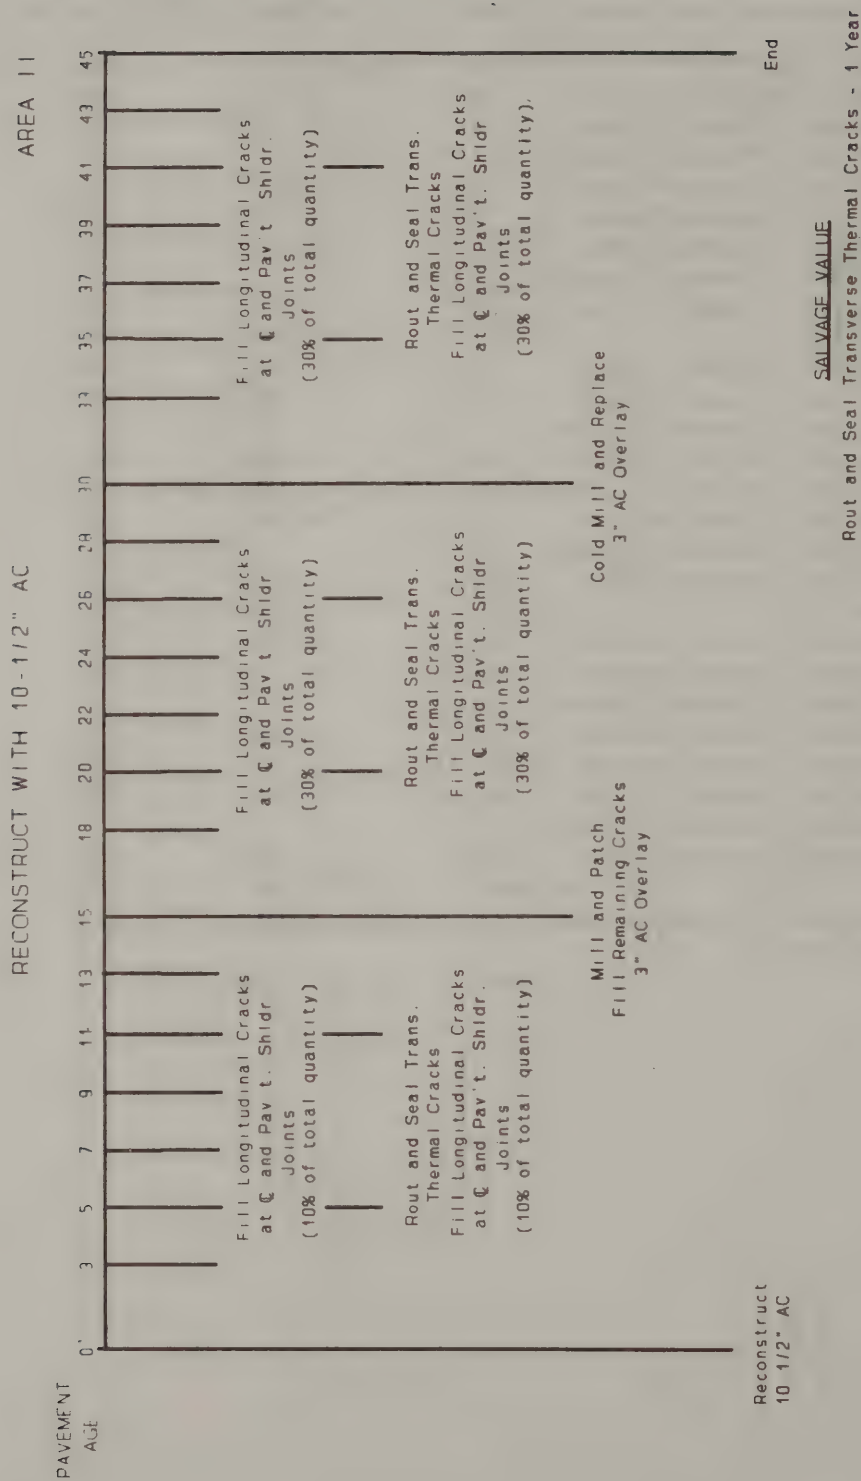 RECONSTRUCT WITH 10-1/2" AC
AREA II
PAVEMENT
AGE
0 3 5 7 9 11 13 15 18 20 22 24 26 28 30 33 35 37 39 41 43 45
Fill Longitudinal Cracks
at ℄ and Pav't. Shldr
Joints
(10% of total quantity)
Rout and Seal Trans.
Thermal Cracks
Fill Longitudinal Cracks
at ℄ and Pav't. Shldr.
Joints
(10% of total quantity)
Fill Longitudinal Cracks
at ℄ and Pav t Shldr
Joints
(30% of total quantity)
Rout and Seal Trans.
Thermal Cracks
Fill Longitudinal Cracks
at ℄ and Pav't. Shldr
Joints
(30% of total quantity)
Fill Longitudinal Cracks
at ℄ and Pav't Shldr.
Joints
(30% of total quantity)
Rout and Seal Trans.
Thermal Cracks
Fill Longitudinal Cracks
at ℄ and Pav't. Shldr
Joints
(30% of total quantity).
Mill and Patch
Fill Remaining Cracks
3" AC Overlay
Cold Mill and Replace
3" AC Overlay
Reconstruct
10 1/2" AC
End
SALVAGE VALUE
Rout and Seal Transverse Thermal Cracks - 1 Year